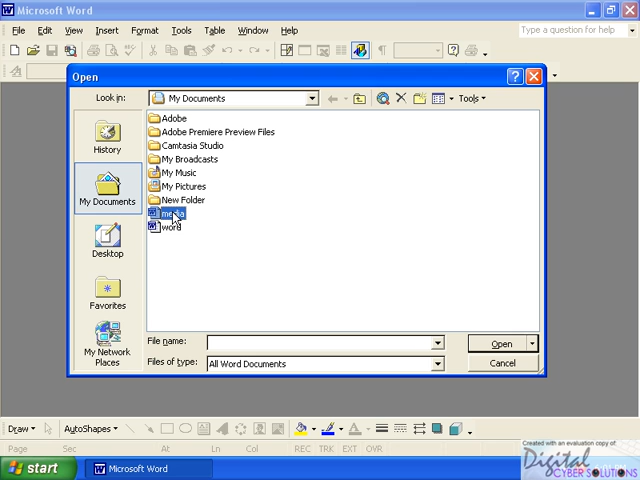 Microsoft Word
File Edit View Insert Format Tools Table Window Help
Type a question for help
Open
Look in: My Documents Tools
Adobe
Adobe Premiere Preview Files
Camtasia Studio
My Broadcasts
My Music
My Pictures
New Folder
media
word
History
My Documents
Desktop
Favorites
My Network
Places
File name: Open
Files of type: All Word Documents Cancel
Draw AutoShapes
Page Sec At Ln Col REC TRK EXT OVR
Created with an evaluation copy of
Digital
CYBER SOLUTIONS
start Microsoft Word